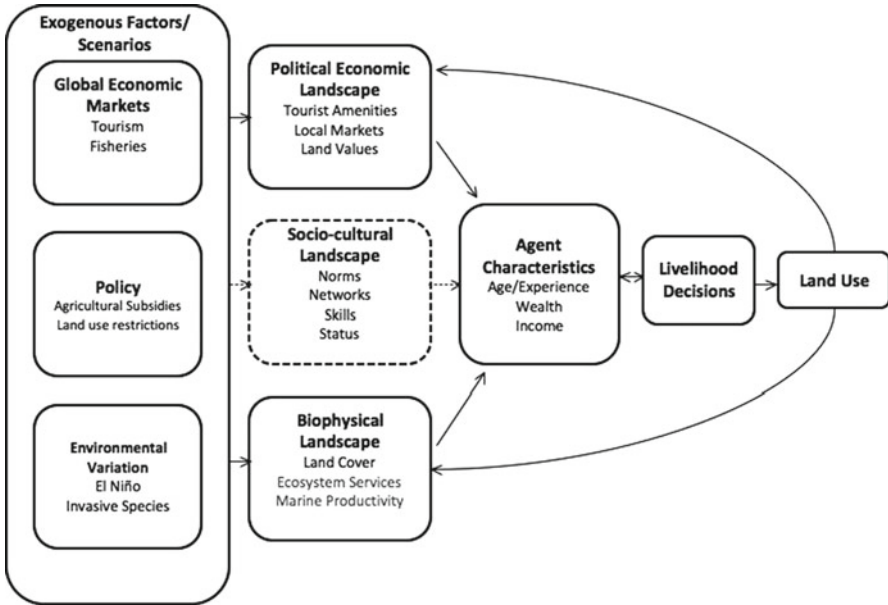 Exogenous Factors/
Scenarios
Global Economic
Markets
Tourism
Fisheries
Policy
Agricultural Subsidies
Land use restrictions
Environmental
Variation
El Niño
Invasive Species
Political Economic
Landscape
Tourist Amenities
Local Markets
Land Values
Socio-cultural
Landscape
Norms
Networks
Skills
Status
Biophysical
Landscape
Land Cover
Ecosystem Services
Marine Productivity
Agent
Characteristics
Age/Experience
Wealth
Income
Livelihood
Decisions
Land Use